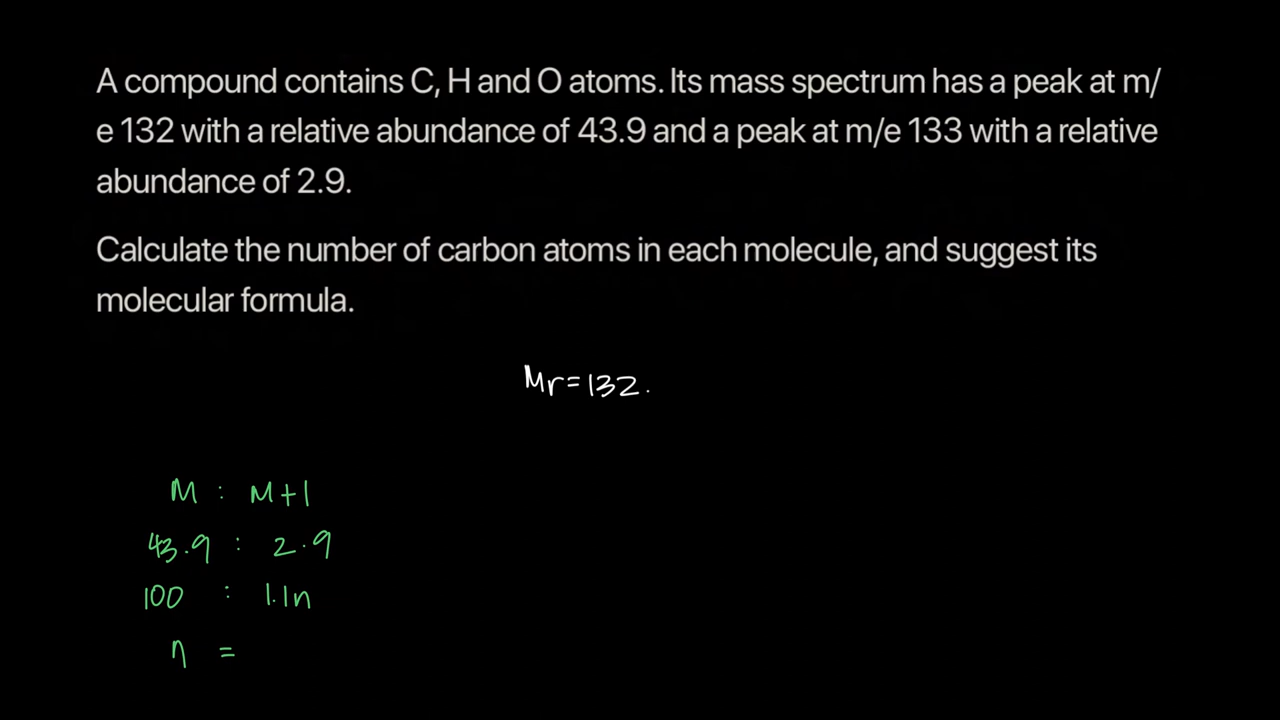 A compound contains C, H and O atoms. Its mass spectrum has a peak at m/
e 132 with a relative abundance of 43.9 and a peak at m/e 133 with a relative
abundance of 2.9.
Calculate the number of carbon atoms in each molecule, and suggest its
molecular formula.
Mr=132.
M : M+1
43.9 : 2.9
100 : 1.1n
n =